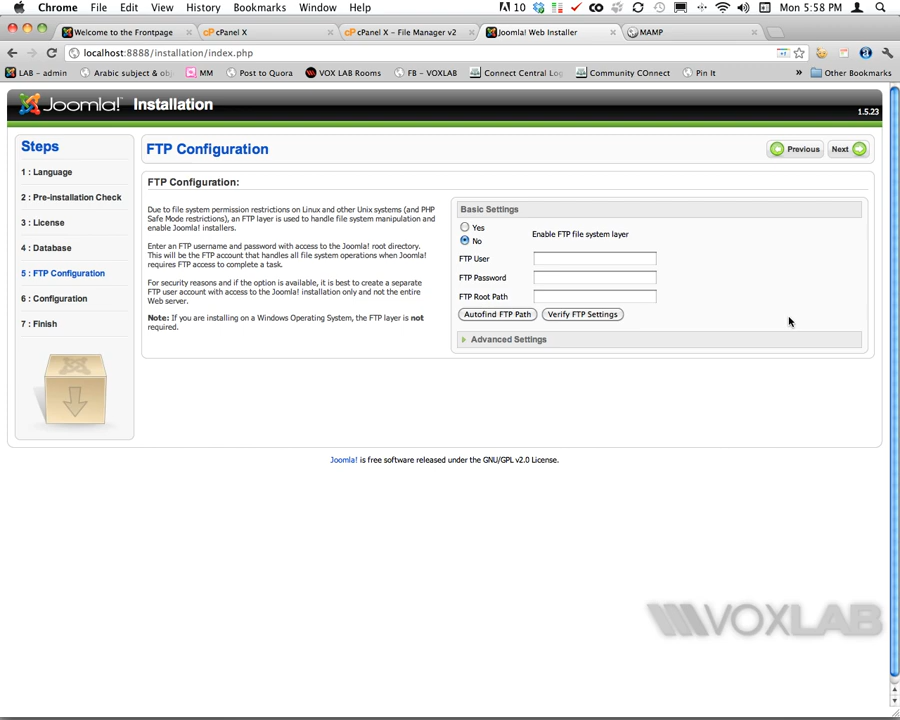 Chrome File Edit View History Bookmarks Window Help 10 Mon 5:58 PM
Welcome to the Frontpage cPanel X cPanel X - File Manager v2 Joomla! Web Installer MAMP
localhost:8888/installation/index.php
LAB - admin Arabic subject & obj MM Post to Quora VOX LAB Rooms FB - VOXLAB Connect Central Log Community COnnect Pin It » Other Bookmarks
Joomla! Installation
1.5.23
Steps
1 : Language
2 : Pre-installation Check
3 : License
4 : Database
5 : FTP Configuration
6 : Configuration
7 : Finish
FTP Configuration
Previous Next
FTP Configuration:
Due to file system permission restrictions on Linux and other Unix systems (and PHP
Safe Mode restrictions), an FTP layer is used to handle file system manipulation and
enable Joomla! installers.
Enter an FTP username and password with access to the Joomla! root directory.
This will be the FTP account that handles all file system operations when Joomla!
requires FTP access to complete a task.
For security reasons and if the option is available, it is best to create a separate
FTP user account with access to the Joomla! installation only and not the entire
Web server.
Note: If you are installing on a Windows Operating System, the FTP layer is not
required.
Basic Settings
Yes
No
Enable FTP file system layer
FTP User
FTP Password
FTP Root Path
Autofind FTP Path Verify FTP Settings
Advanced Settings
Joomla! is free software released under the GNU/GPL v2.0 License.
VOXLAB